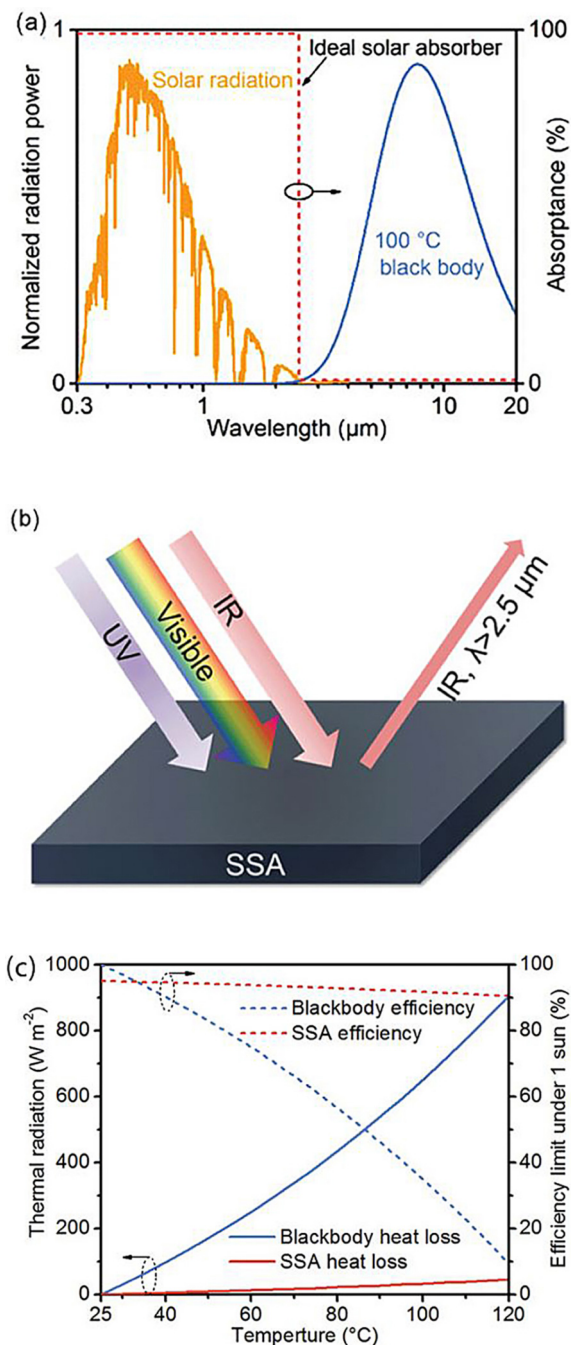 (a)
1
100
Ideal solar absorber
Solar radiation
Normalized radiation power
Absorptance (%)
100 °C
black body
0
0
0.3
1
10
20
Wavelength (μm)
(b)
UV
Visible
IR
IR, λ>2.5 μm
SSA
(c)
1000
100
Blackbody efficiency
SSA efficiency
800
80
600
60
400
40
200
20
0
0
Thermal radiation (W m⁻²)
Efficiency limit under 1 sun (%)
Blackbody heat loss
SSA heat loss
25
40
60
80
100
120
Temperture (°C)